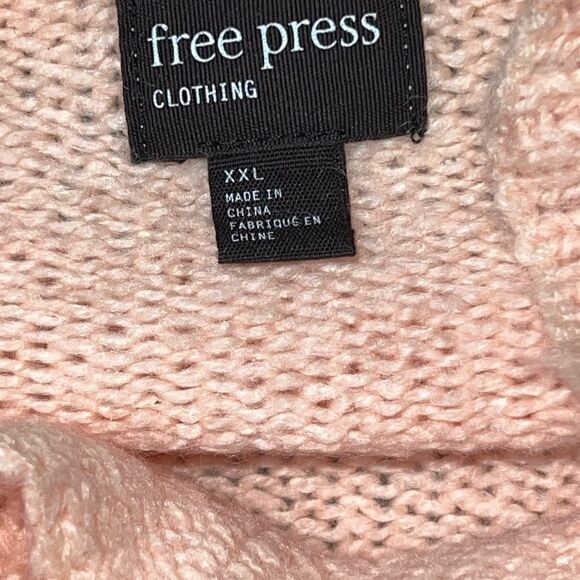 free press
CLOTHING
XXL
MADE IN
CHINA
FABRIQUÉ EN
CHINE